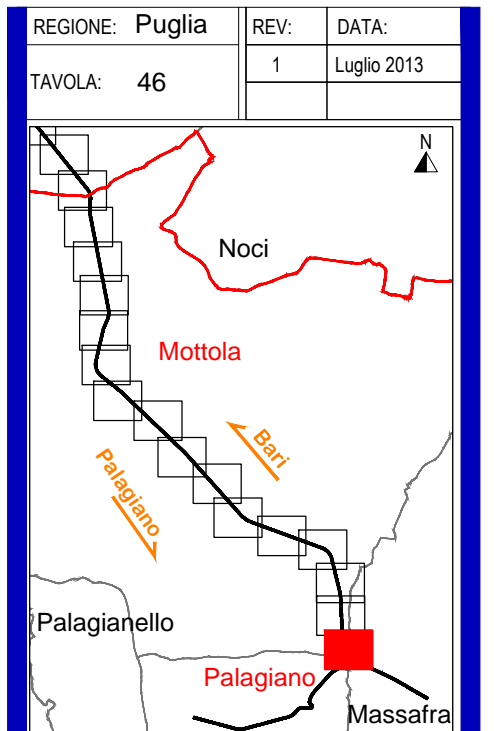 REGIONE: Puglia
REV:
DATA:
TAVOLA: 46
1
Luglio 2013
N
Noci
Mottola
Bari
Palagiano
Palagianello
Palagiano
Massafra